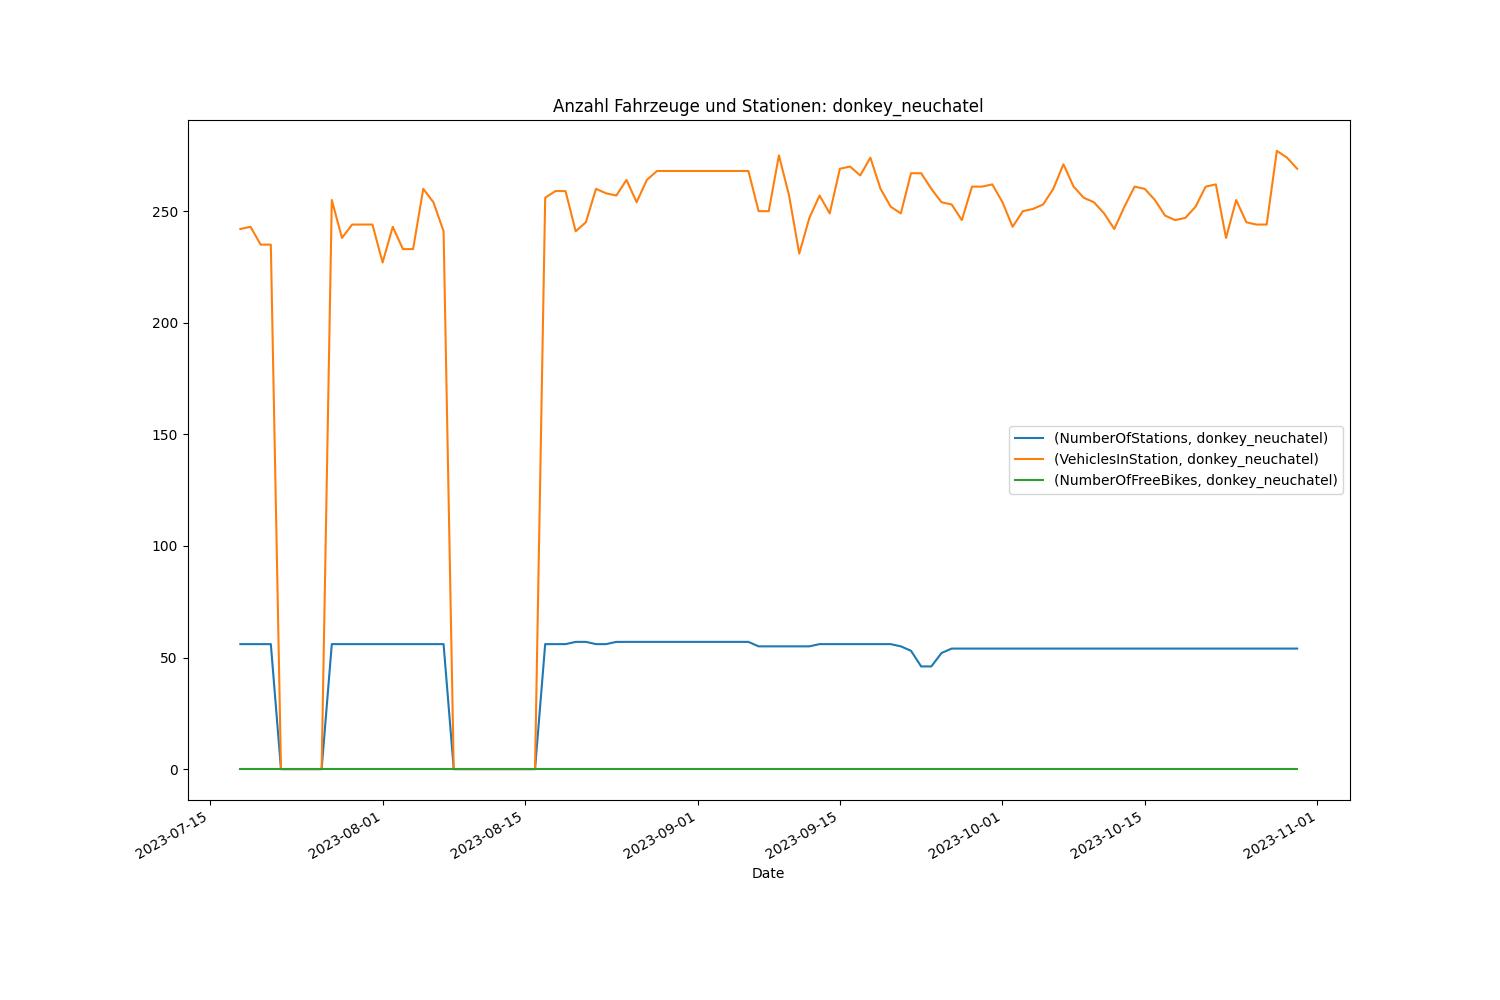 Anzahl Fahrzeuge und Stationen: donkey_neuchatel
250
200
150
100
50
0
(NumberOfStations, donkey_neuchatel)
(VehiclesInStation, donkey_neuchatel)
(NumberOfFreeBikes, donkey_neuchatel)
2023-07-15
2023-08-01
2023-08-15
2023-09-01
2023-09-15
2023-10-01
2023-10-15
2023-11-01
Date